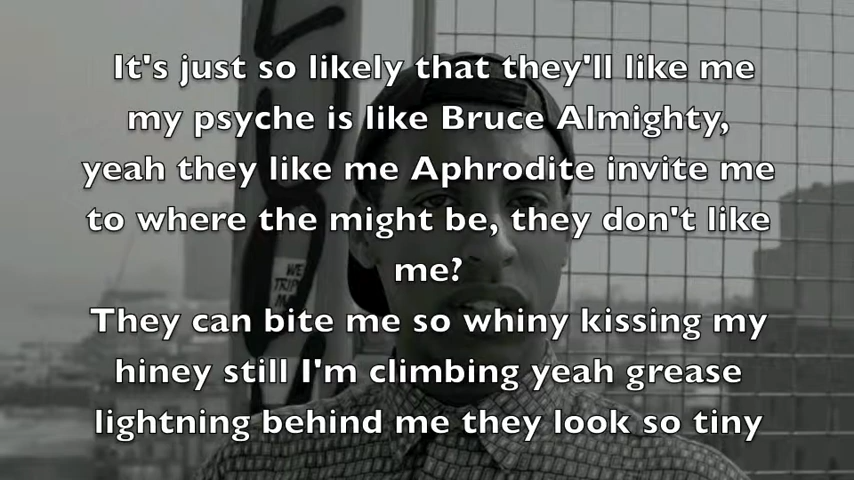 It's just so likely that they'll like me
my psyche is like Bruce Almighty,
yeah they like me Aphrodite invite me
to where the might be, they don't like
me?
They can bite me so whiny kissing my
hiney still I'm climbing yeah grease
lightning behind me they look so tiny
WE
TRIP